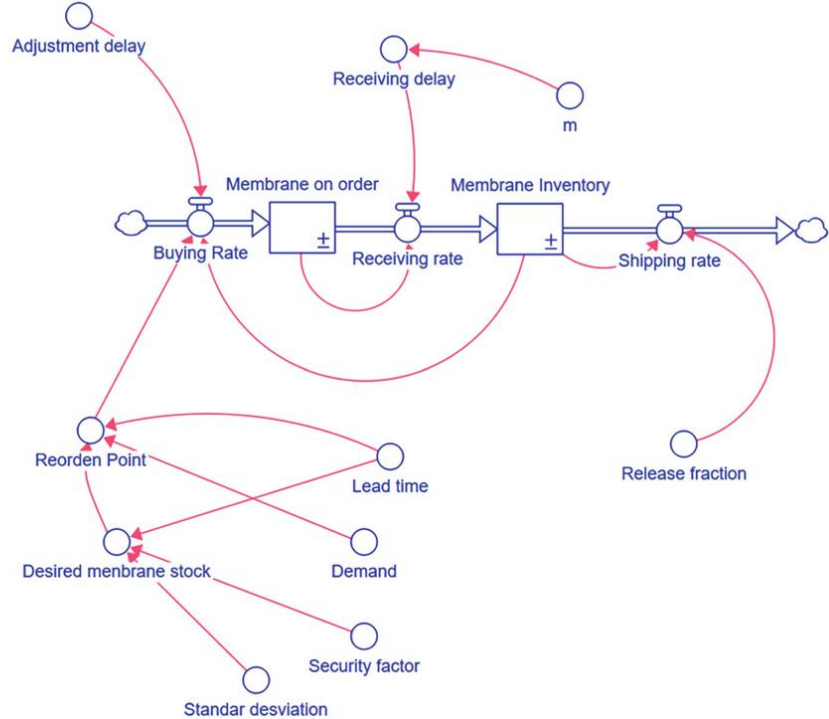 Adjustment delay
Receiving delay
m
Membrane on order
Membrane Inventory
Buying Rate
Receiving rate
Shipping rate
Reorden Point
Lead time
Release fraction
Desired menbrane stock
Demand
Security factor
Standar desviation